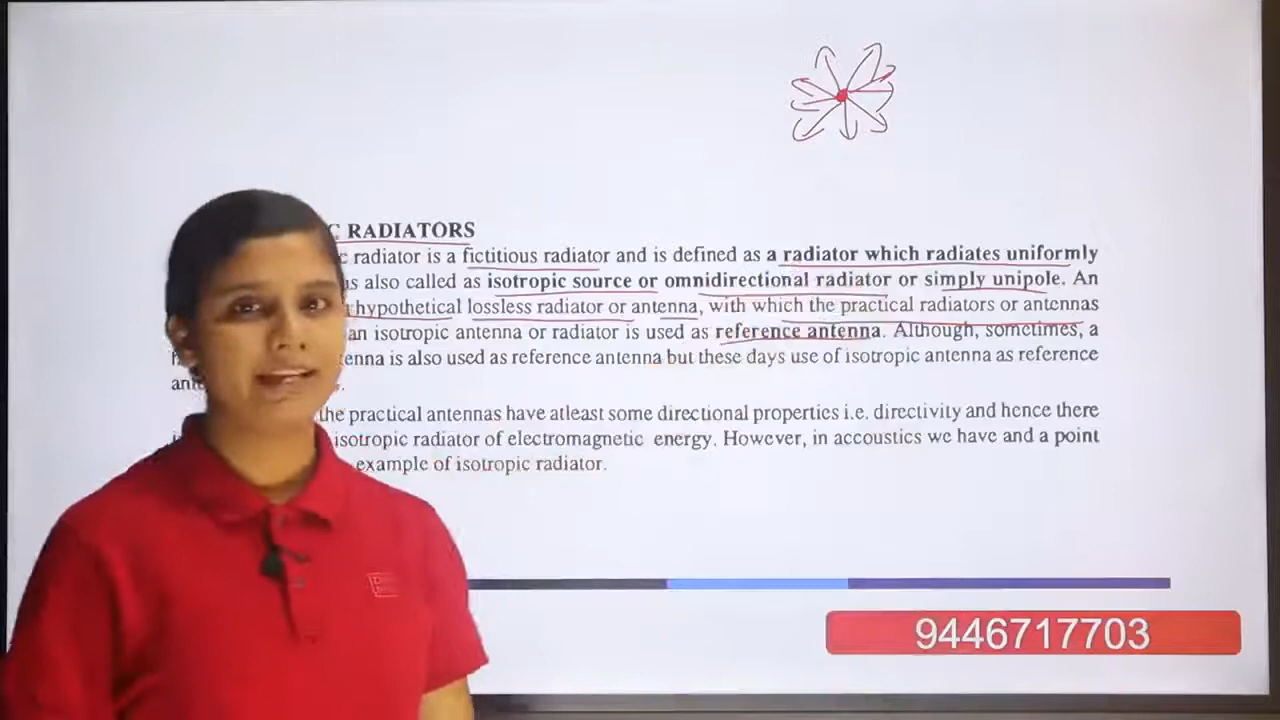 RADIATORS
radiator is a fictitious radiator and is defined as a radiator which radiates uniformly
is also called as isotropic source or omnidirectional radiator or simply unipole. An
hypothetical lossless radiator or antenna, with which the practical radiators or antennas
an isotropic antenna or radiator is used as reference antenna. Although, sometimes, a
is also used as reference antenna but these days use of isotropic antenna as reference
the practical antennas have atleast some directional properties i.e. directivity and hence there
isotropic radiator of electromagnetic energy. However, in accoustics we have and a point
example of isotropic radiator.
9446717703